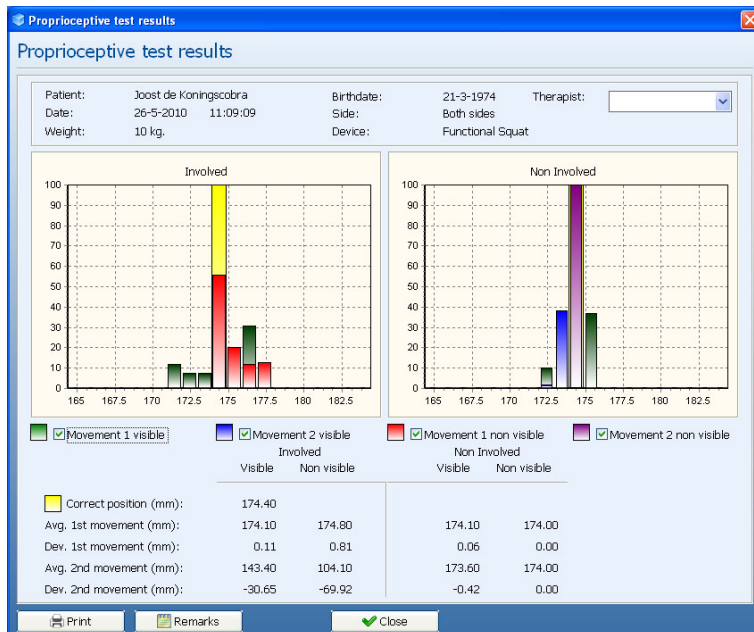 Proprioceptive test results
Proprioceptive test results
Patient: Joost de Koningscobra Birthdate: 21-3-1974 Therapist:
Date: 26-5-2010 11:09:09 Side: Both sides
Weight: 10 kg. Device: Functional Squat
Involved Non Involved
100 100
90 90
80 80
70 70
60 60
50 50
40 40
30 30
20 20
10 10
0 0
165 167.5 170 172.5 175 177.5 180 182.5 165 167.5 170 172.5 175 177.5 180 182.5
Movement 1 visible Movement 2 visible Movement 1 non visible Movement 2 non visible
Involved Non Involved
Visible Non visible Visible Non visible
Correct position (mm): 174.40
Avg. 1st movement (mm): 174.10 174.80 174.10 174.00
Dev. 1st movement (mm): 0.11 0.81 0.06 0.00
Avg. 2nd movement (mm): 143.40 104.10 173.60 174.00
Dev. 2nd movement (mm): -30.65 -69.92 -0.42 0.00
Print Remarks Close